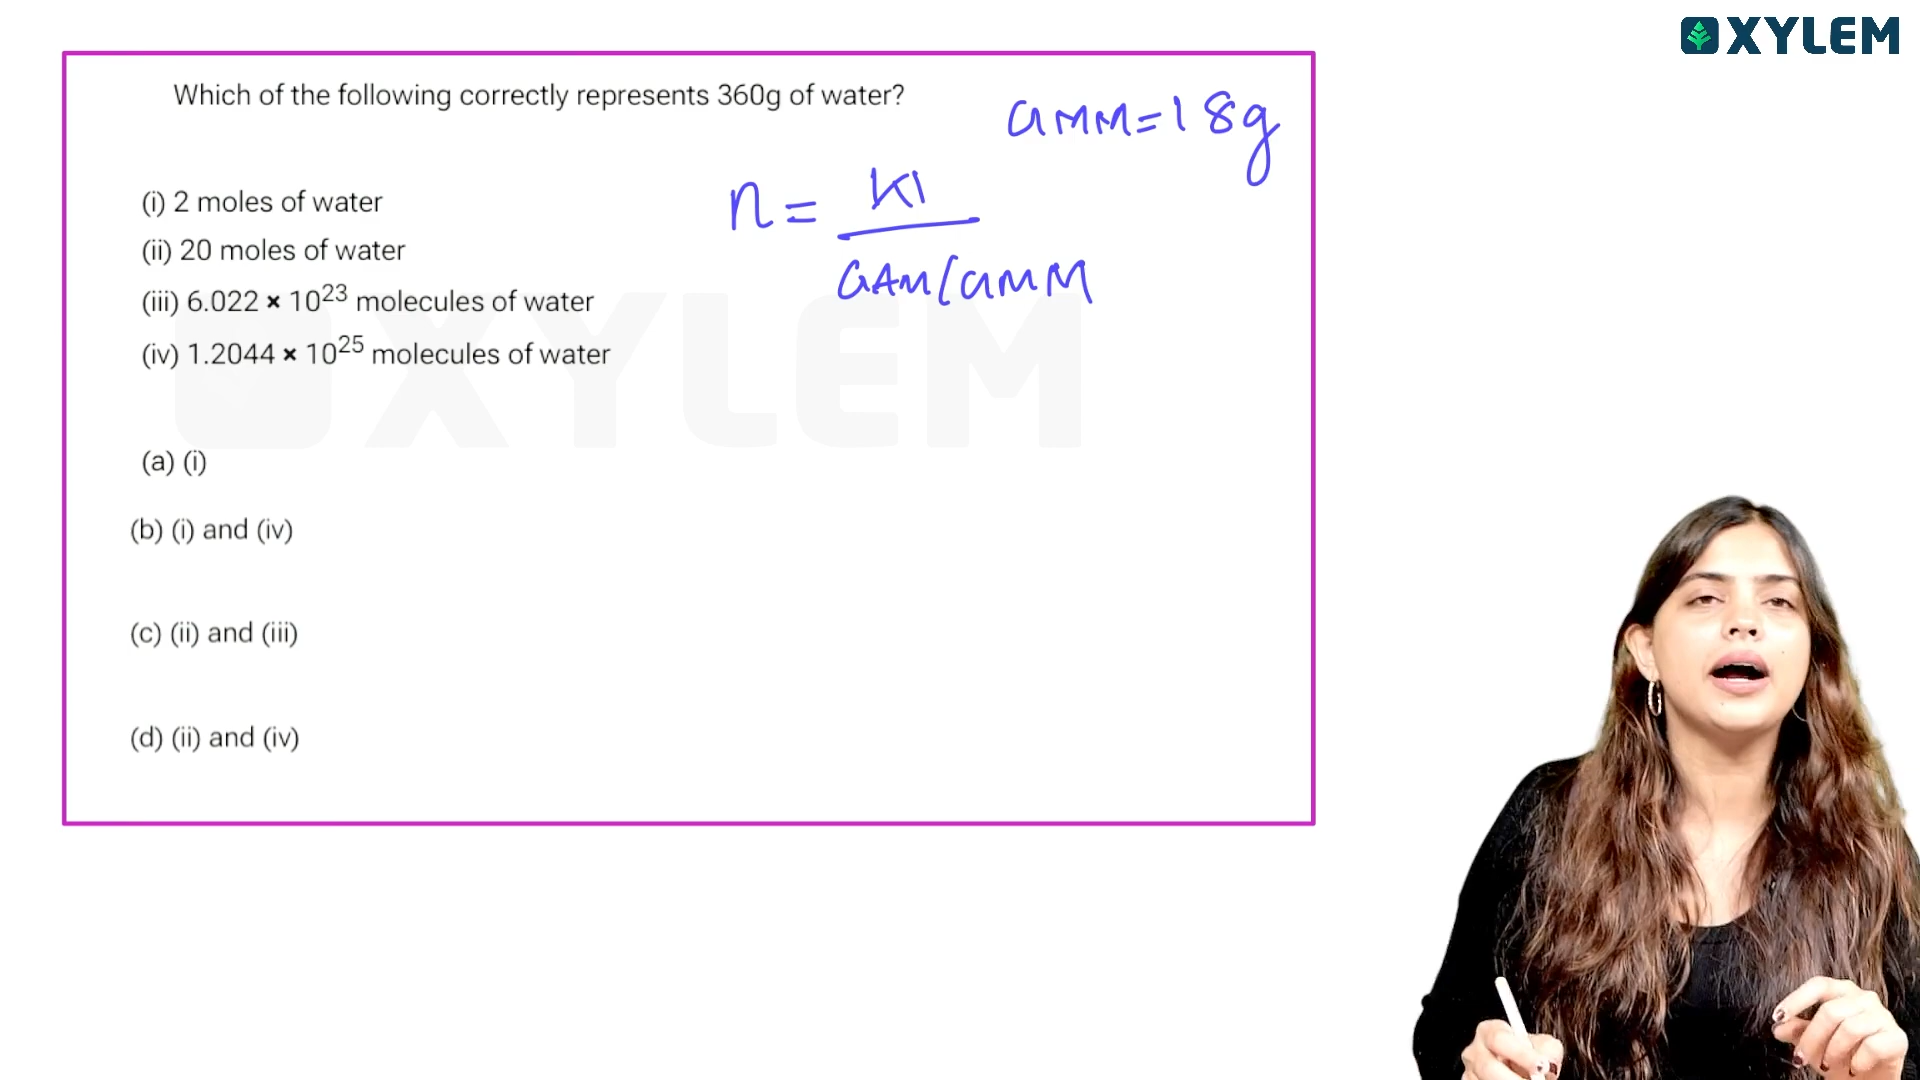 XYLEM
Which of the following correctly represents 360g of water?
GMM=18g
n=
GAM/GMM
(i) 2 moles of water
(ii) 20 moles of water
(iii) 6.022 × 10²³ molecules of water
(iv) 1.2044 × 10²⁵ molecules of water
XYLEM
(a) (i)
(b) (i) and (iv)
(c) (ii) and (iii)
(d) (ii) and (iv)